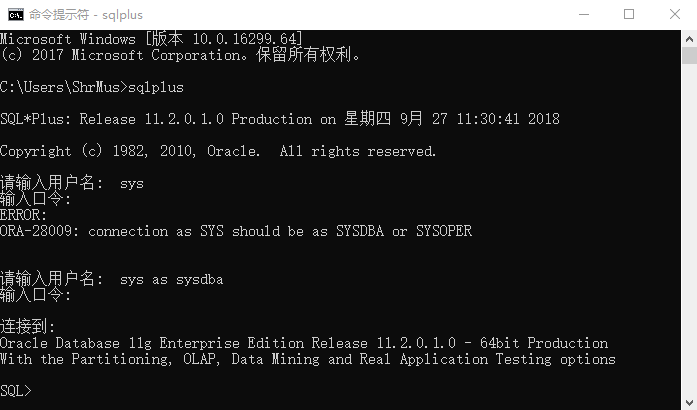 命令提示符 - sqlplus
Microsoft Windows [版本 10.0.16299.64]
(c) 2017 Microsoft Corporation。保留所有权利。
C:\Users\ShrMus>sqlplus
SQL*Plus: Release 11.2.0.1.0 Production on 星期四 9月 27 11:30:41 2018
Copyright (c) 1982, 2010, Oracle.  All rights reserved.
请输入用户名:  sys
输入口令:
ERROR:
ORA-28009: connection as SYS should be as SYSDBA or SYSOPER
请输入用户名:  sys as sysdba
输入口令:
连接到:
Oracle Database 11g Enterprise Edition Release 11.2.0.1.0 - 64bit Production
With the Partitioning, OLAP, Data Mining and Real Application Testing options
SQL>